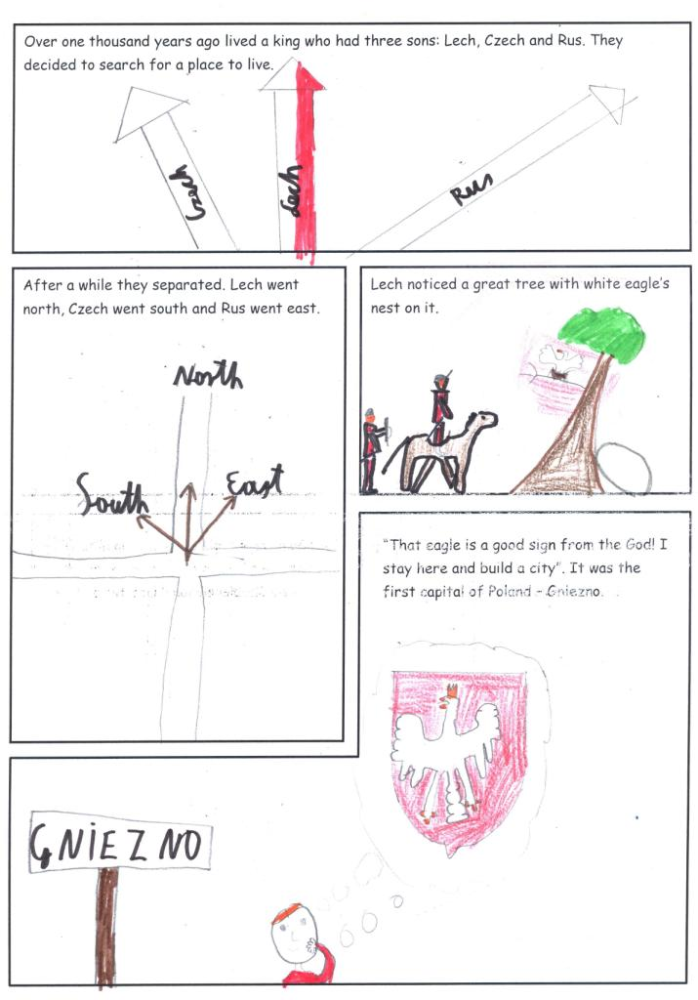 Over one thousand years ago lived a king who had three sons: Lech, Czech and Rus. They
decided to search for a place to live.
Czech
Lech
Rus
After a while they separated. Lech went
north, Czech went south and Rus went east.
North
South
East
Lech noticed a great tree with white eagle's
nest on it.
"That eagle is a good sign from the God! I
stay here and build a city". It was the
first capital of Poland - Gniezno.
GNIEZNO